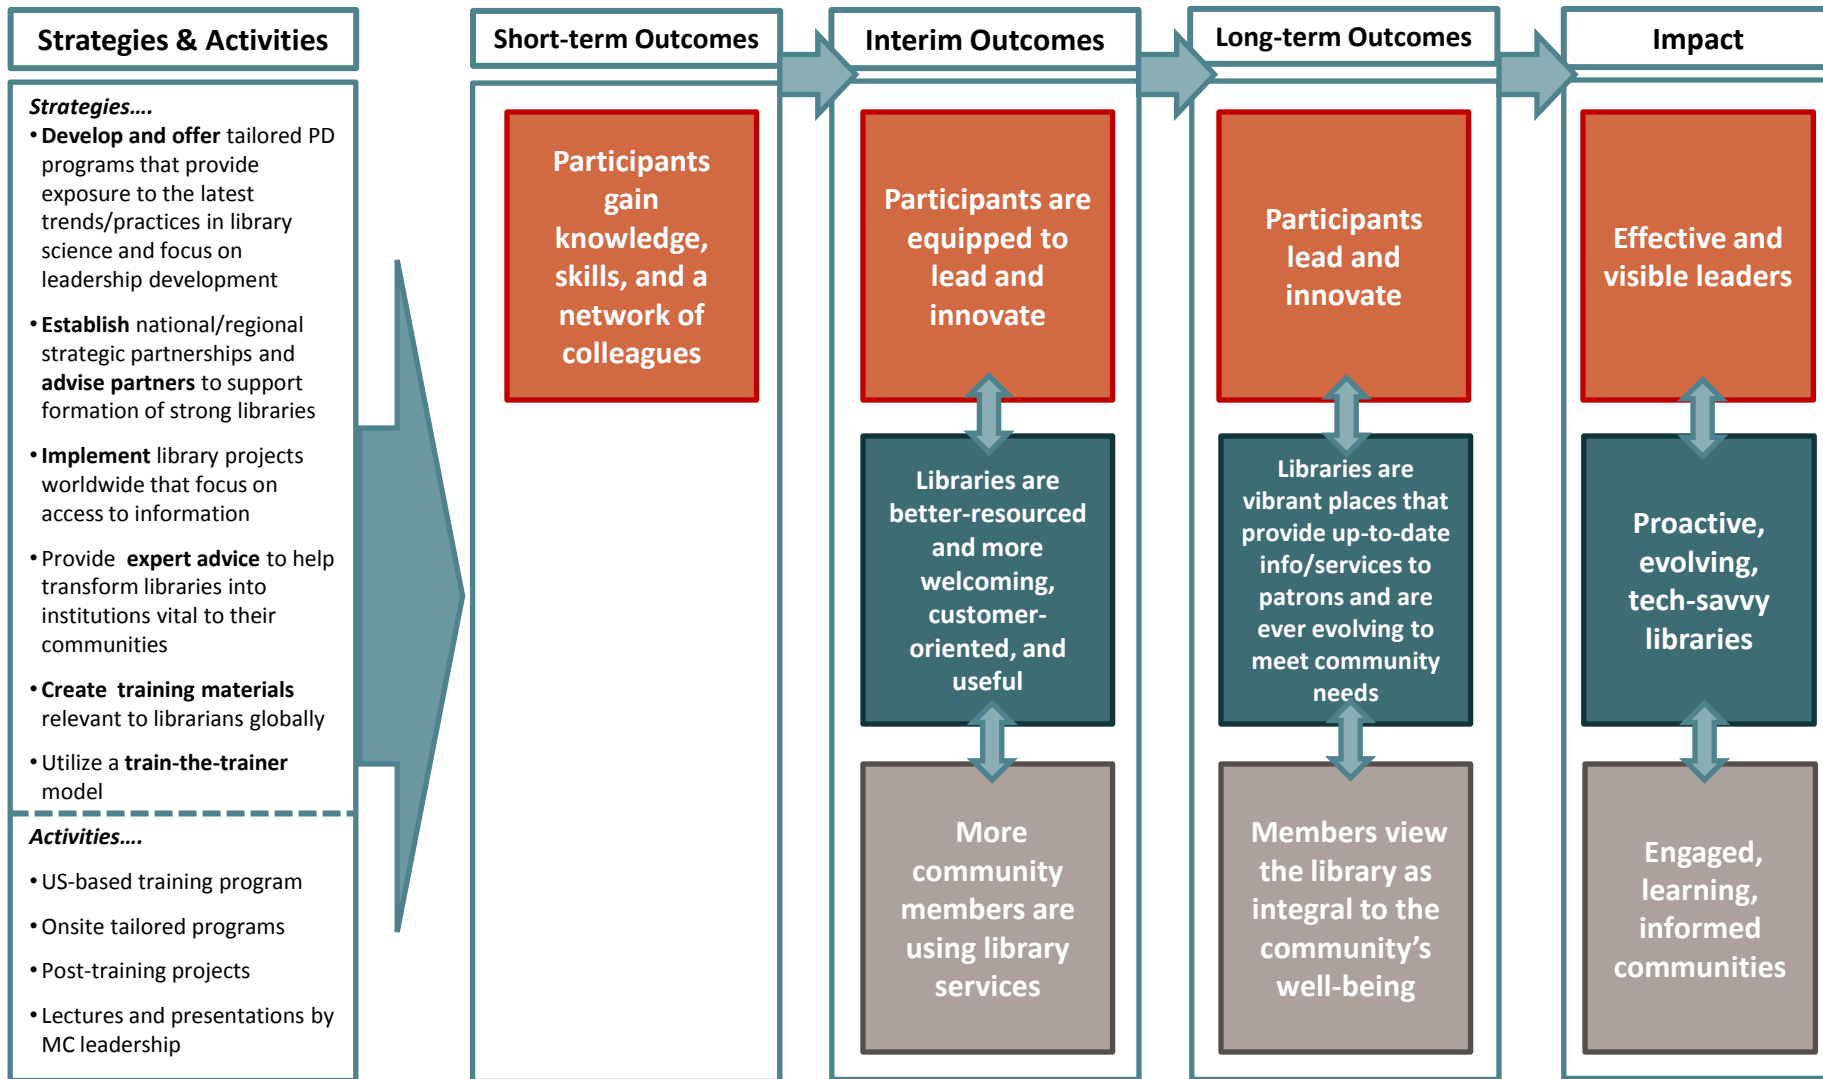 Strategies & Activities
Strategies….
• Develop and offer tailored PD
programs that provide
exposure to the latest
trends/practices in library
science and focus on
leadership development
• Establish national/regional
strategic partnerships and
advise partners to support
formation of strong libraries
• Implement library projects
worldwide that focus on
access to information
• Provide expert advice to help
transform libraries into
institutions vital to their
communities
• Create training materials
relevant to librarians globally
• Utilize a train-the-trainer
model
Activities….
• US-based training program
• Onsite tailored programs
• Post-training projects
• Lectures and presentations by
MC leadership
Short-term Outcomes
Participants
gain
knowledge,
skills, and a
network of
colleagues
Interim Outcomes
Participants are
equipped to
lead and
innovate
Libraries are
better-resourced
and more
welcoming,
customer-
oriented, and
useful
More
community
members are
using library
services
Long-term Outcomes
Participants
lead and
innovate
Libraries are
vibrant places that
provide up-to-date
info/services to
patrons and are
ever evolving to
meet community
needs
Members view
the library as
integral to the
community’s
well-being
Impact
Effective and
visible leaders
Proactive,
evolving,
tech-savvy
libraries
Engaged,
learning,
informed
communities